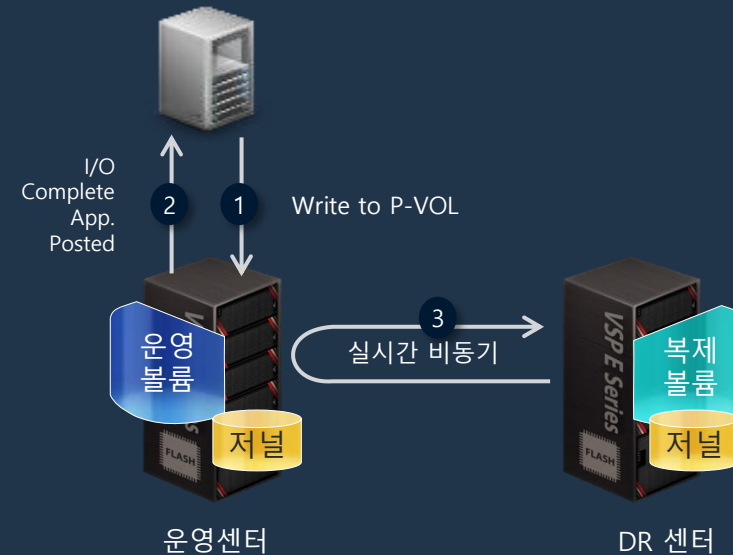 I/O
Complete
App.
Posted
2
1
Write to P-VOL
3
실시간 비동기
운영
볼륨
저널
FLASH
운영센터
VSP E Series
복제
볼륨
저널
FLASH
DR 센터